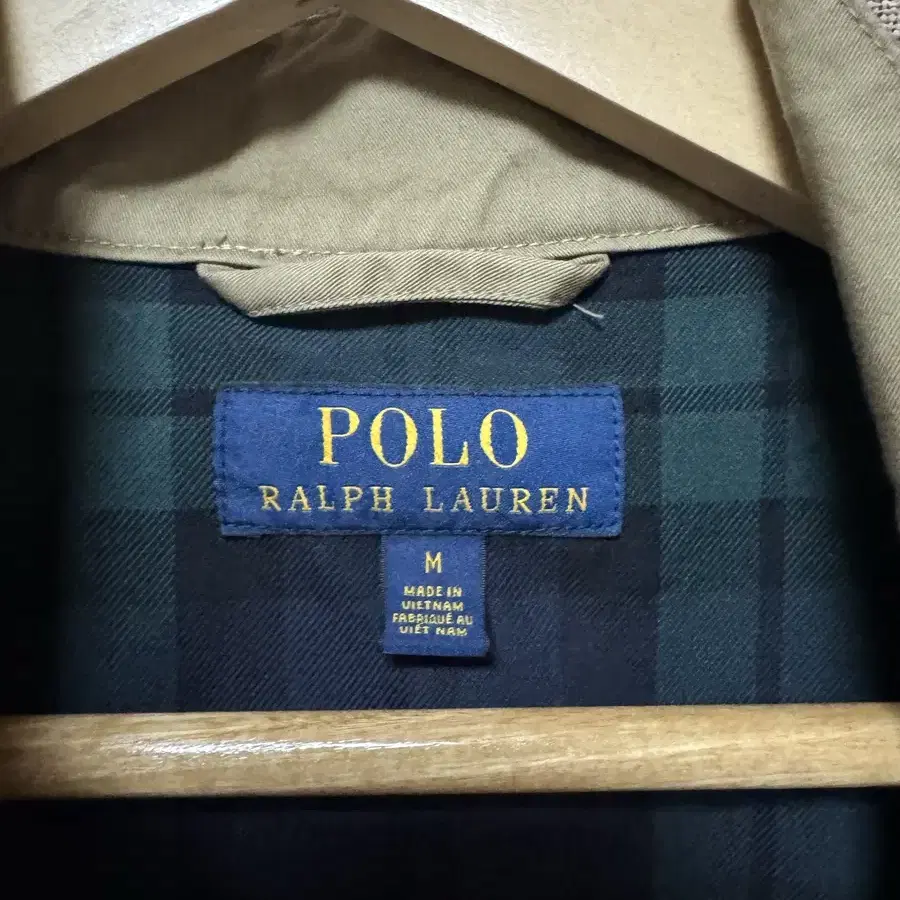 POLO
RALPH LAUREN
M
MADE IN
VIETNAM
FABRIQUÉ AU
VIÊT NAM